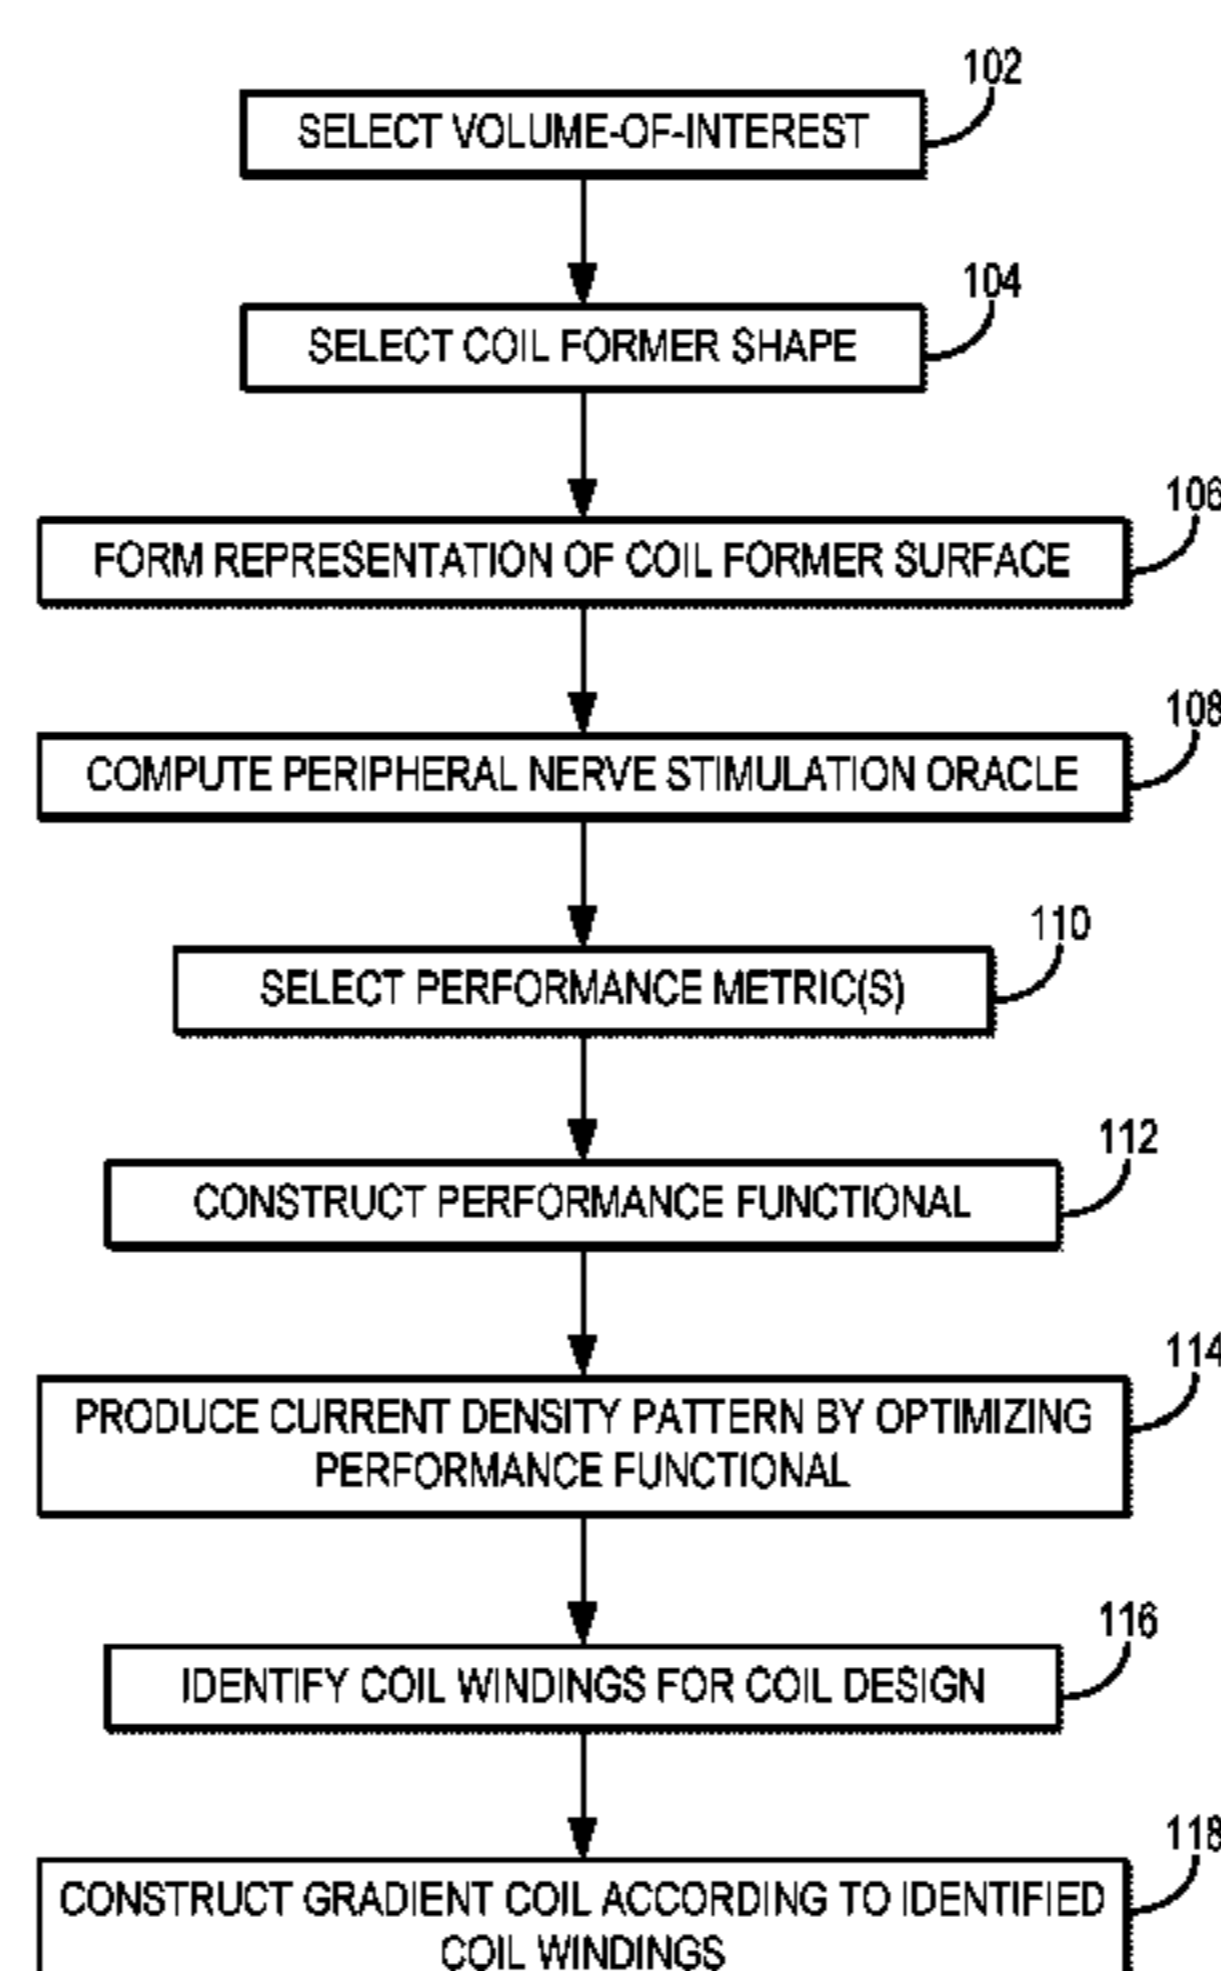 102
SELECT VOLUME-OF-INTEREST
104
SELECT COIL FORMER SHAPE
106
FORM REPRESENTATION OF COIL FORMER SURFACE
108
COMPUTE PERIPHERAL NERVE STIMULATION ORACLE
110
SELECT PERFORMANCE METRIC(S)
112
CONSTRUCT PERFORMANCE FUNCTIONAL
114
PRODUCE CURRENT DENSITY PATTERN BY OPTIMIZING
PERFORMANCE FUNCTIONAL
116
IDENTIFY COIL WINDINGS FOR COIL DESIGN
118
CONSTRUCT GRADIENT COIL ACCORDING TO IDENTIFIED
COIL WINDINGS